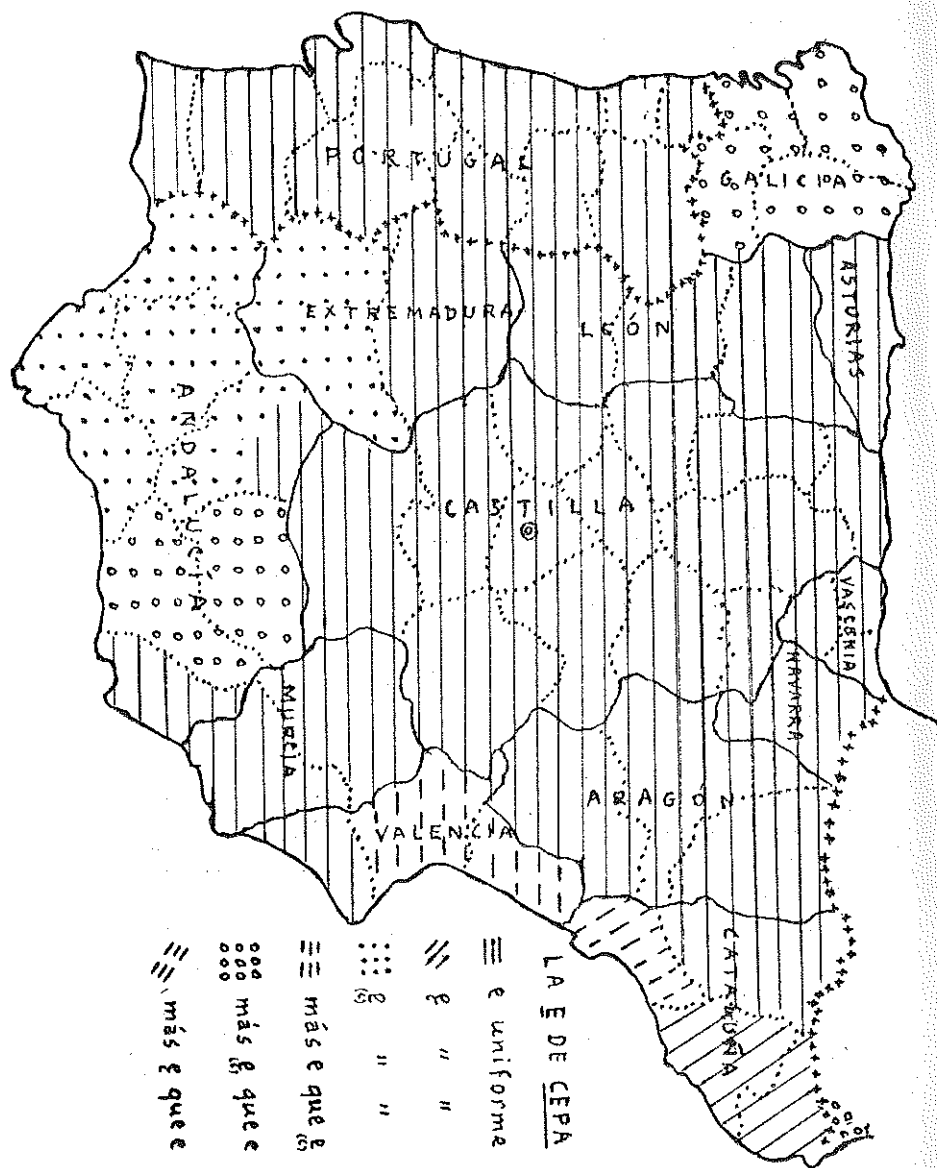 PORTUGAL
GALICIA
EXTREMADURA
LEÓN
ASTURIAS
ANDALUCÍA
CASTILLA
VASCONIA
NAVARRA
MURCIA
ARAGÓN
VALENCIA
CATALUÑA
LA E DE CEPA
e uniforme
ę " "
ę " "
(s)
más e que ę
(s)
más ę que e
(s)
más ę que e